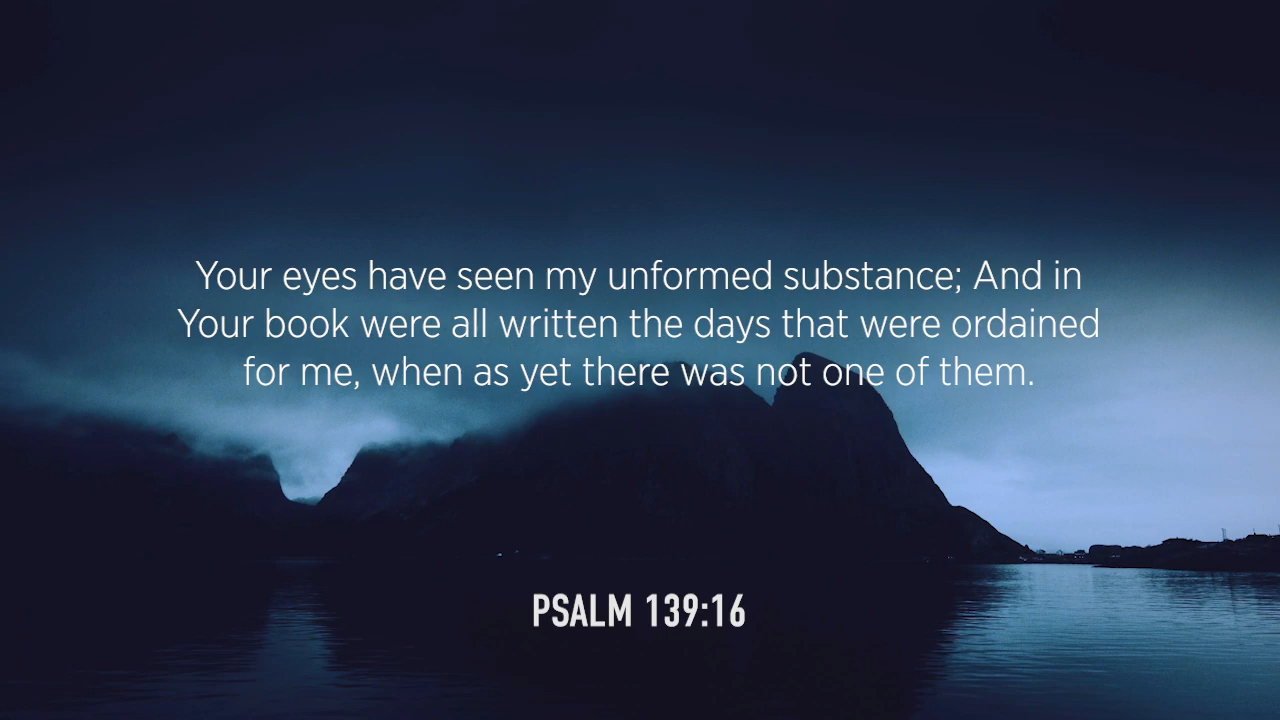 Your eyes have seen my unformed substance; And in
Your book were all written the days that were ordained
for me, when as yet there was not one of them.
PSALM 139:16